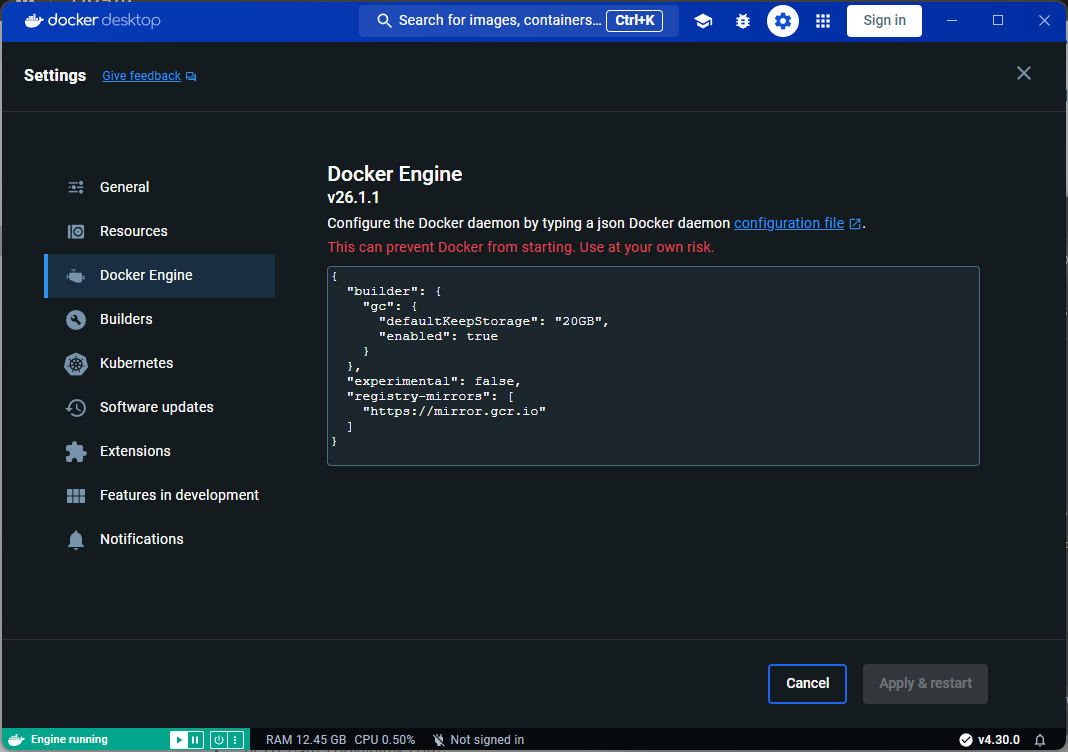 docker desktop
Search for images, containers... Ctrl+K
Sign in
Settings Give feedback
General
Resources
Docker Engine
Builders
Kubernetes
Software updates
Extensions
Features in development
Notifications
Docker Engine
v26.1.1
Configure the Docker daemon by typing a json Docker daemon configuration file .
This can prevent Docker from starting. Use at your own risk.
{
  "builder": {
    "gc": {
      "defaultKeepStorage": "20GB",
      "enabled": true
    }
  },
  "experimental": false,
  "registry-mirrors": [
    "https://mirror.gcr.io"
  ]
}
Cancel Apply & restart
Engine running RAM 12.45 GB CPU 0.50% Not signed in v4.30.0